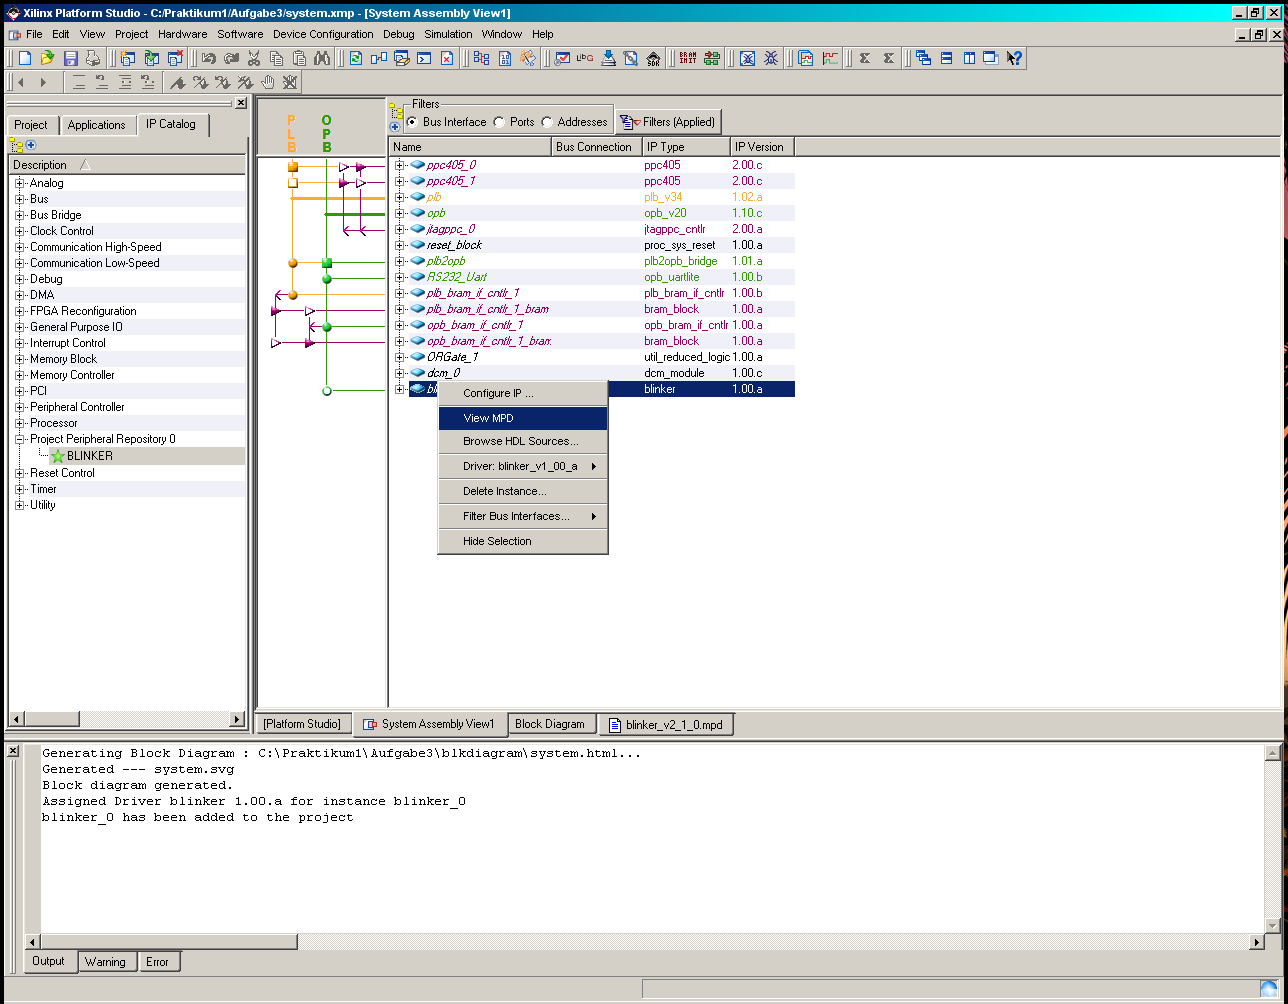 Xilinx Platform Studio - C:/Praktikum1/Aufgabe3/system.xmp - [System Assembly View1]
File Edit View Project Hardware Software Device Configuration Debug Simulation Window Help
Project Applications IP Catalog
Description
Analog
Bus
Bus Bridge
Clock Control
Communication High-Speed
Communication Low-Speed
Debug
DMA
FPGA Reconfiguration
General Purpose IO
Interrupt Control
Memory Block
Memory Controller
PCI
Peripheral Controller
Processor
Project Peripheral Repository 0
BLINKER
Reset Control
Timer
Utility
PLB
OPB
Filters
Bus Interface Ports Addresses Filters (Applied)
Name Bus Connection IP Type IP Version
ppc405_0 ppc405 2.00.c
ppc405_1 ppc405 2.00.c
plb plb_v34 1.02.a
opb opb_v20 1.10.c
jtagppc_0 jtagppc_cntlr 2.00.a
reset_block proc_sys_reset 1.00.a
plb2opb plb2opb_bridge 1.01.a
RS232_Uart opb_uartlite 1.00.b
plb_bram_if_cntlr_1 plb_bram_if_cntlr 1.00.b
plb_bram_if_cntlr_1_bram bram_block 1.00.a
opb_bram_if_cntlr_1 opb_bram_if_cntlr 1.00.a
opb_bram_if_cntlr_1_bram bram_block 1.00.a
ORGate_1 util_reduced_logic 1.00.a
dcm_0 dcm_module 1.00.c
blinker 1.00.a
Configure IP ...
View MPD
Browse HDL Sources...
Driver: blinker_v1_00_a
Delete Instance...
Filter Bus Interfaces...
Hide Selection
[Platform Studio] System Assembly View1 Block Diagram blinker_v2_1_0.mpd
Generating Block Diagram : C:\Praktikum1\Aufgabe3\blkdiagram\system.html...
Generated --- system.svg
Block diagram generated.
Assigned Driver blinker 1.00.a for instance blinker_0
blinker_0 has been added to the project
Output Warning Error